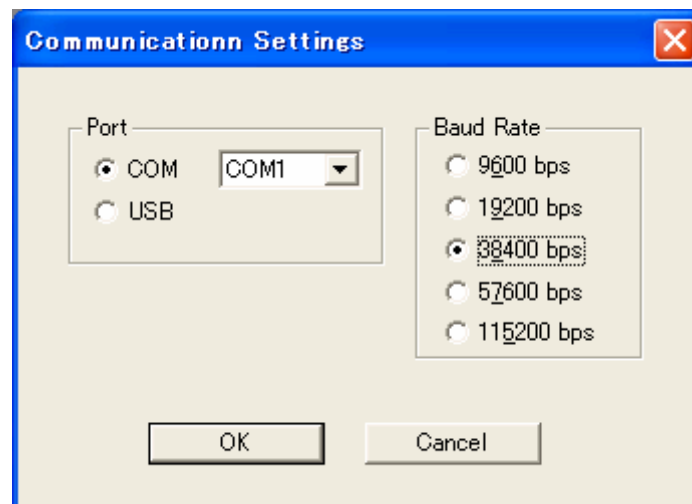 Communicationn Settings
Port
COM
COM1
USB
Baud Rate
9600 bps
19200 bps
38400 bps
57600 bps
115200 bps
OK
Cancel